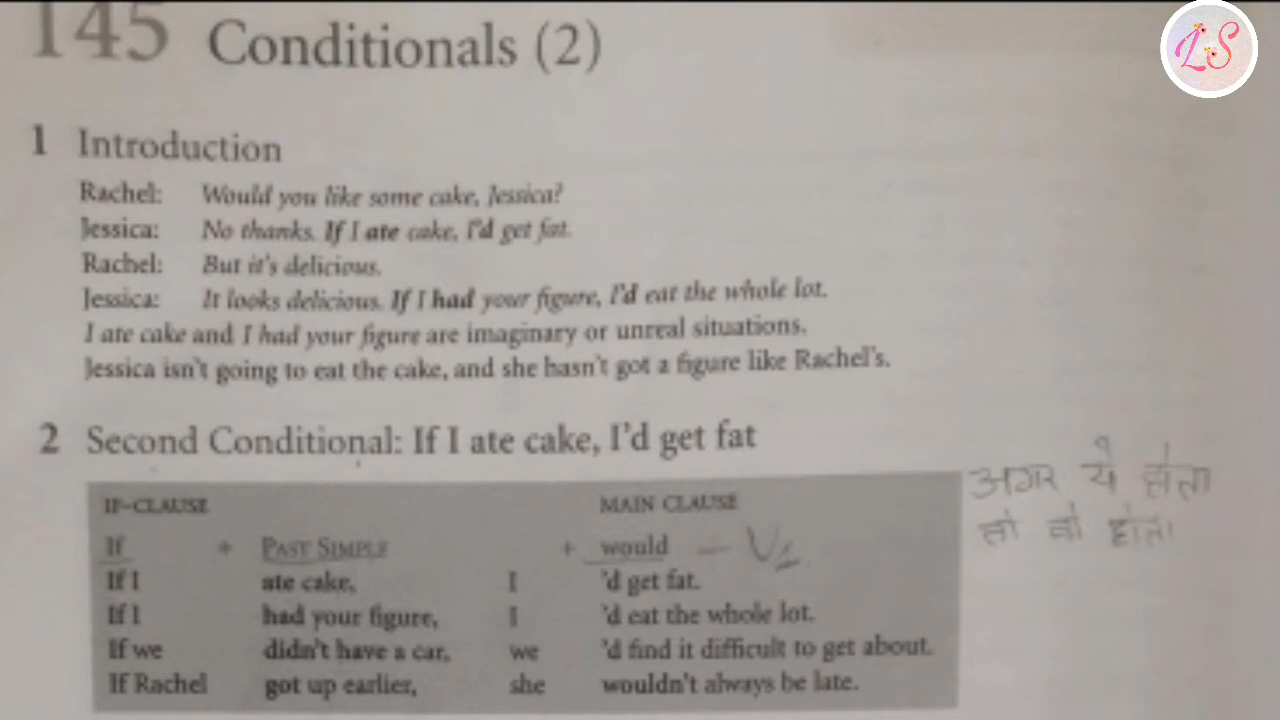 145 Conditionals (2)
LS
1 Introduction
Rachel: Would you like some cake, Jessica?
Jessica: No thanks. If I ate cake, I'd get fat.
Rachel: But it's delicious.
Jessica: It looks delicious. If I had your figure, I'd eat the whole lot.
I ate cake and I had your figure are imaginary or unreal situations.
Jessica isn't going to eat the cake, and she hasn't got a figure like Rachel's.
2 Second Conditional: If I ate cake, I'd get fat
IF-CLAUSE MAIN CLAUSE
If + PAST SIMPLE + would — V1
If I ate cake, I 'd get fat.
If I had your figure, I 'd eat the whole lot.
If we didn't have a car, we 'd find it difficult to get about.
If Rachel got up earlier, she wouldn't always be late.
अगर ये होता
तो वो होता